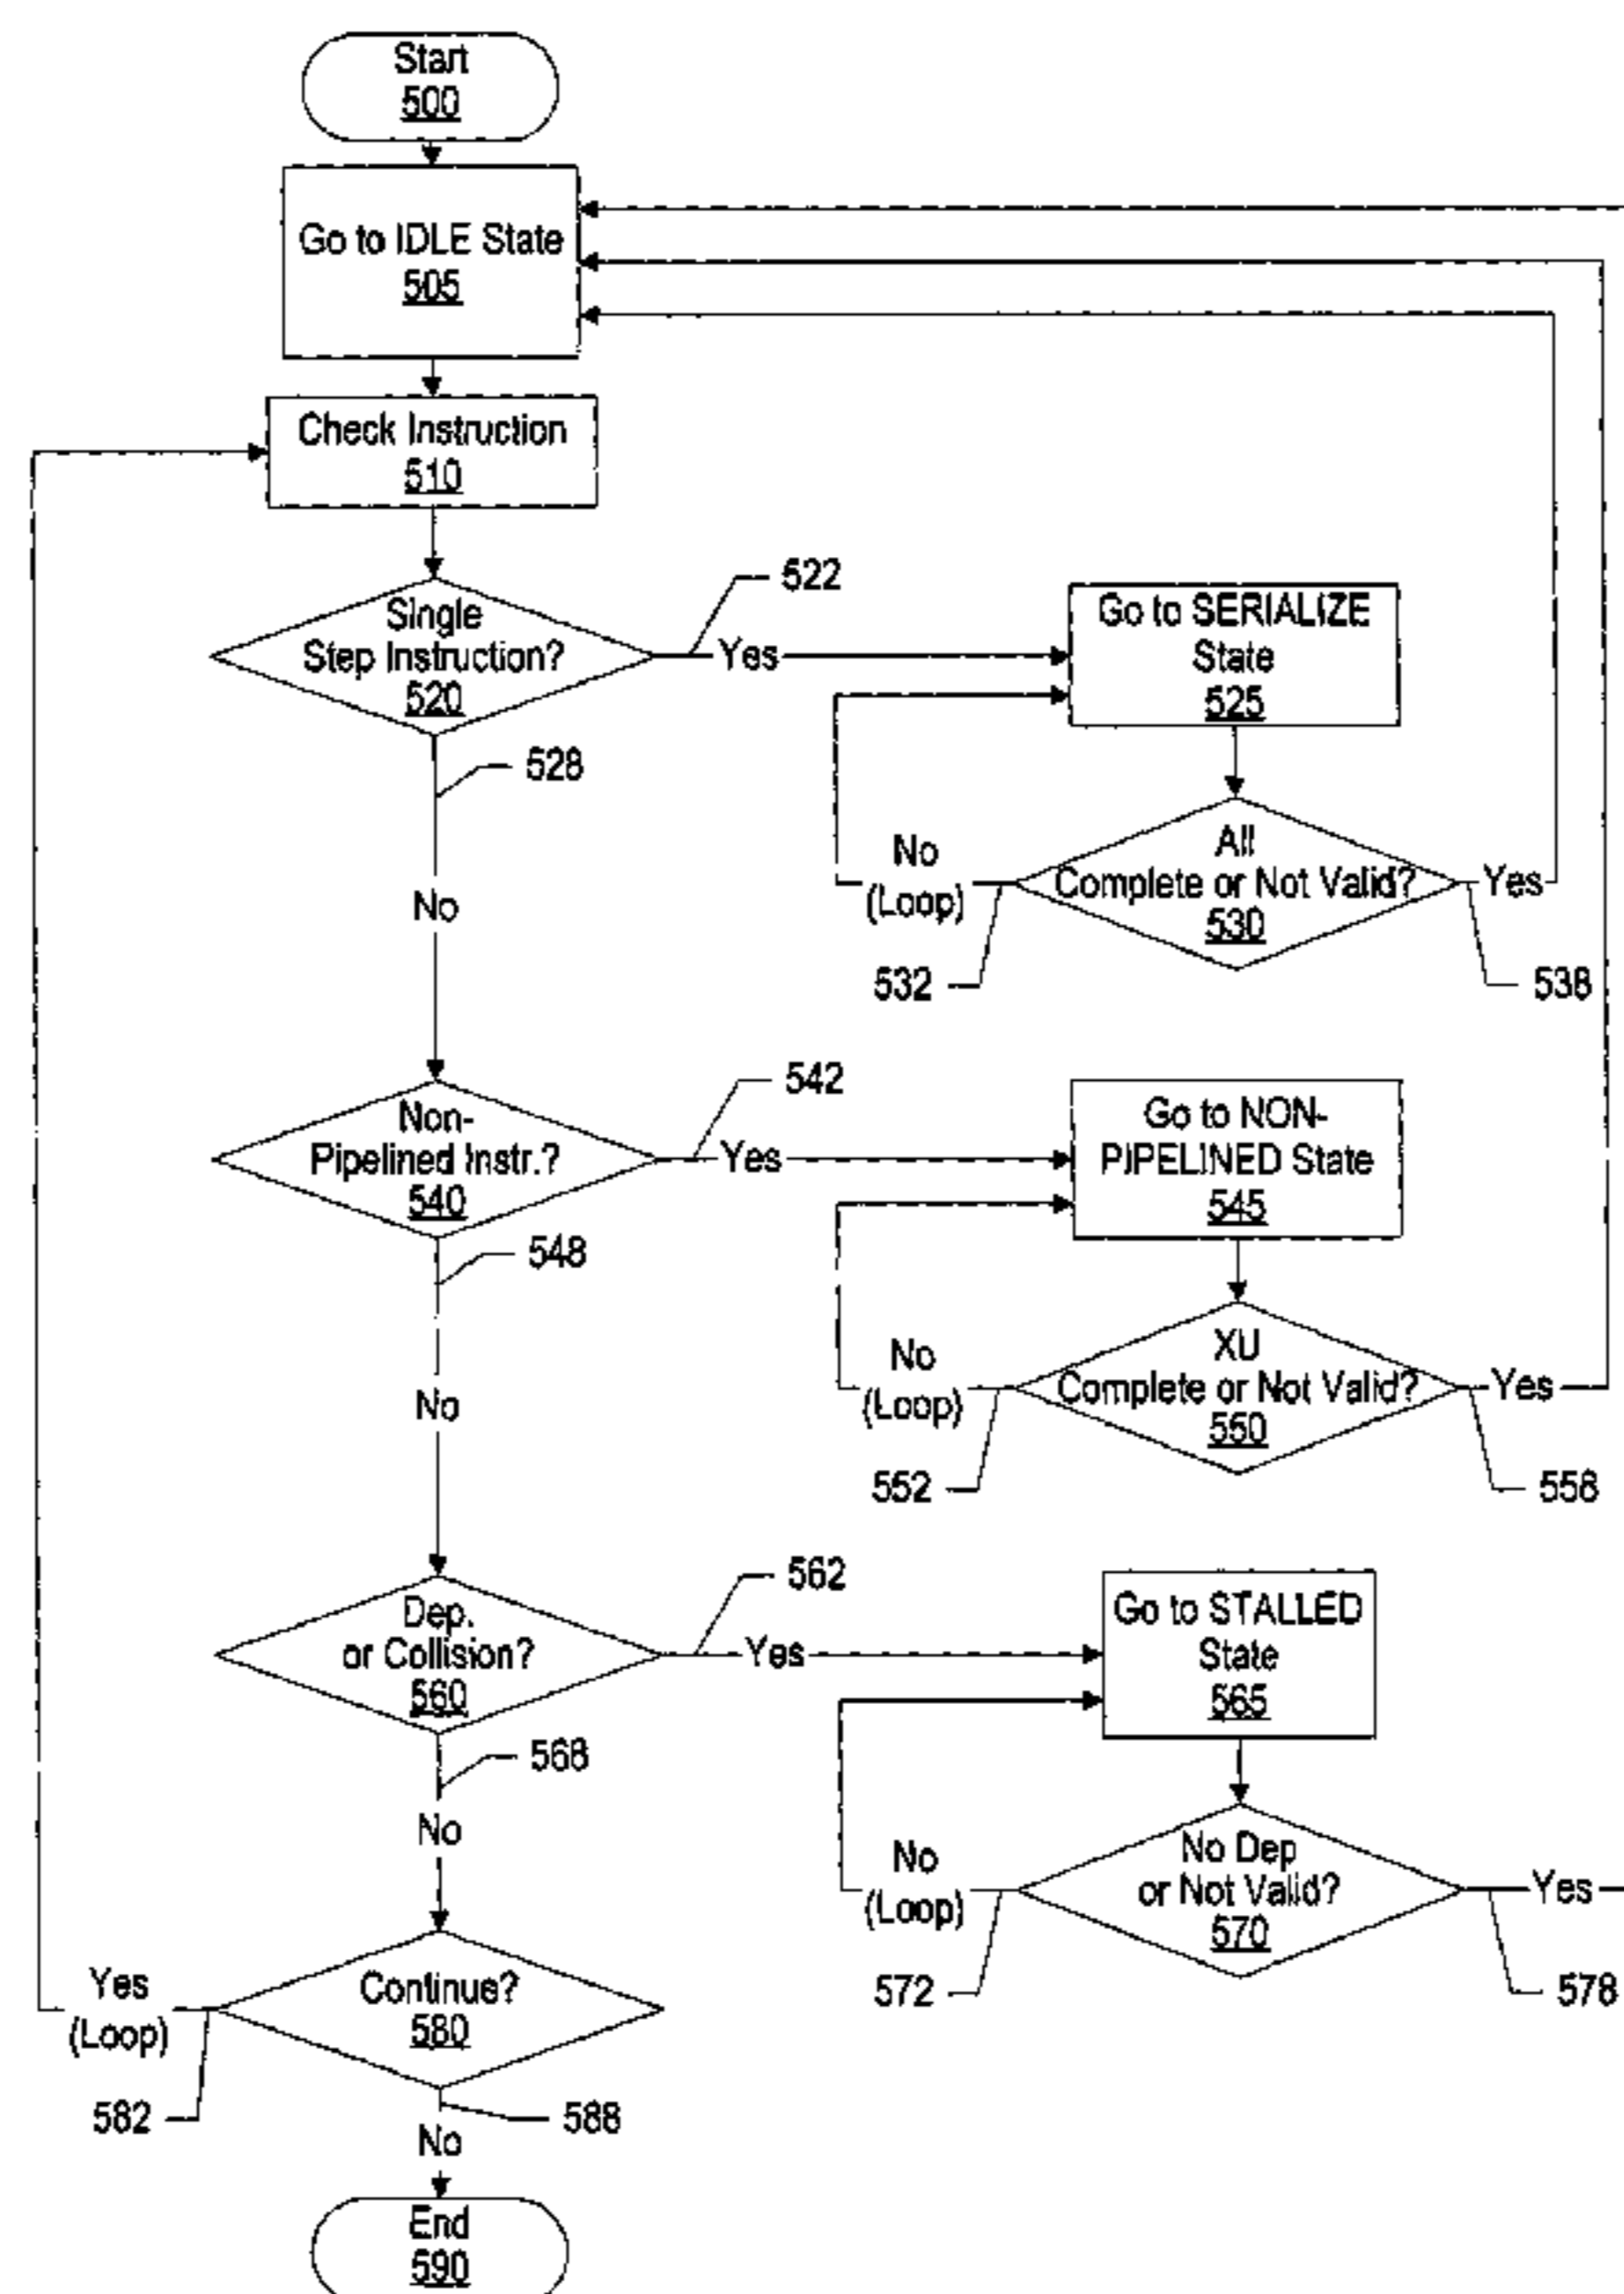 Start
500
Go to IDLE State
505
Check Instruction
510
Single
Step Instruction?
520
522
Yes
Go to SERIALIZE
State
525
528
No
All
Complete or Not Valid?
530
No
(Loop)
532
Yes
538
Non-
Pipelined Instr.?
540
542
Yes
Go to NON-
PIPELINED State
545
548
No
XU
Complete or Not Valid?
550
No
(Loop)
552
Yes
558
Dep.
or Collision?
560
562
Yes
Go to STALLED
State
565
568
No
No Dep
or Not Valid?
570
No
(Loop)
572
Yes
578
Continue?
580
Yes
(Loop)
582
588
No
End
590